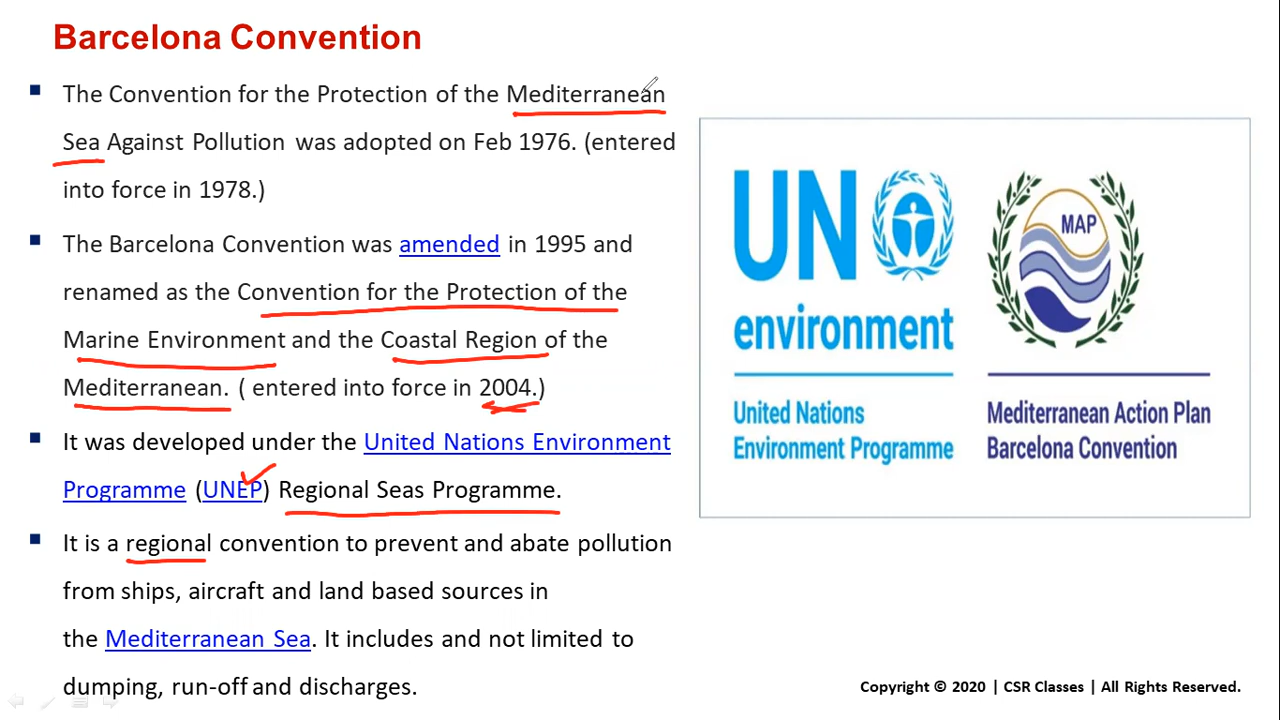 Barcelona Convention
The Convention for the Protection of the Mediterranean
Sea Against Pollution was adopted on Feb 1976. (entered
into force in 1978.)
The Barcelona Convention was amended in 1995 and
renamed as the Convention for the Protection of the
Marine Environment and the Coastal Region of the
Mediterranean. ( entered into force in 2004.)
It was developed under the United Nations Environment
Programme (UNEP) Regional Seas Programme.
It is a regional convention to prevent and abate pollution
from ships, aircraft and land based sources in
the Mediterranean Sea. It includes and not limited to
dumping, run-off and discharges.
UN
environment
United Nations
Environment Programme
MAP
Mediterranean Action Plan
Barcelona Convention
Copyright © 2020 | CSR Classes | All Rights Reserved.